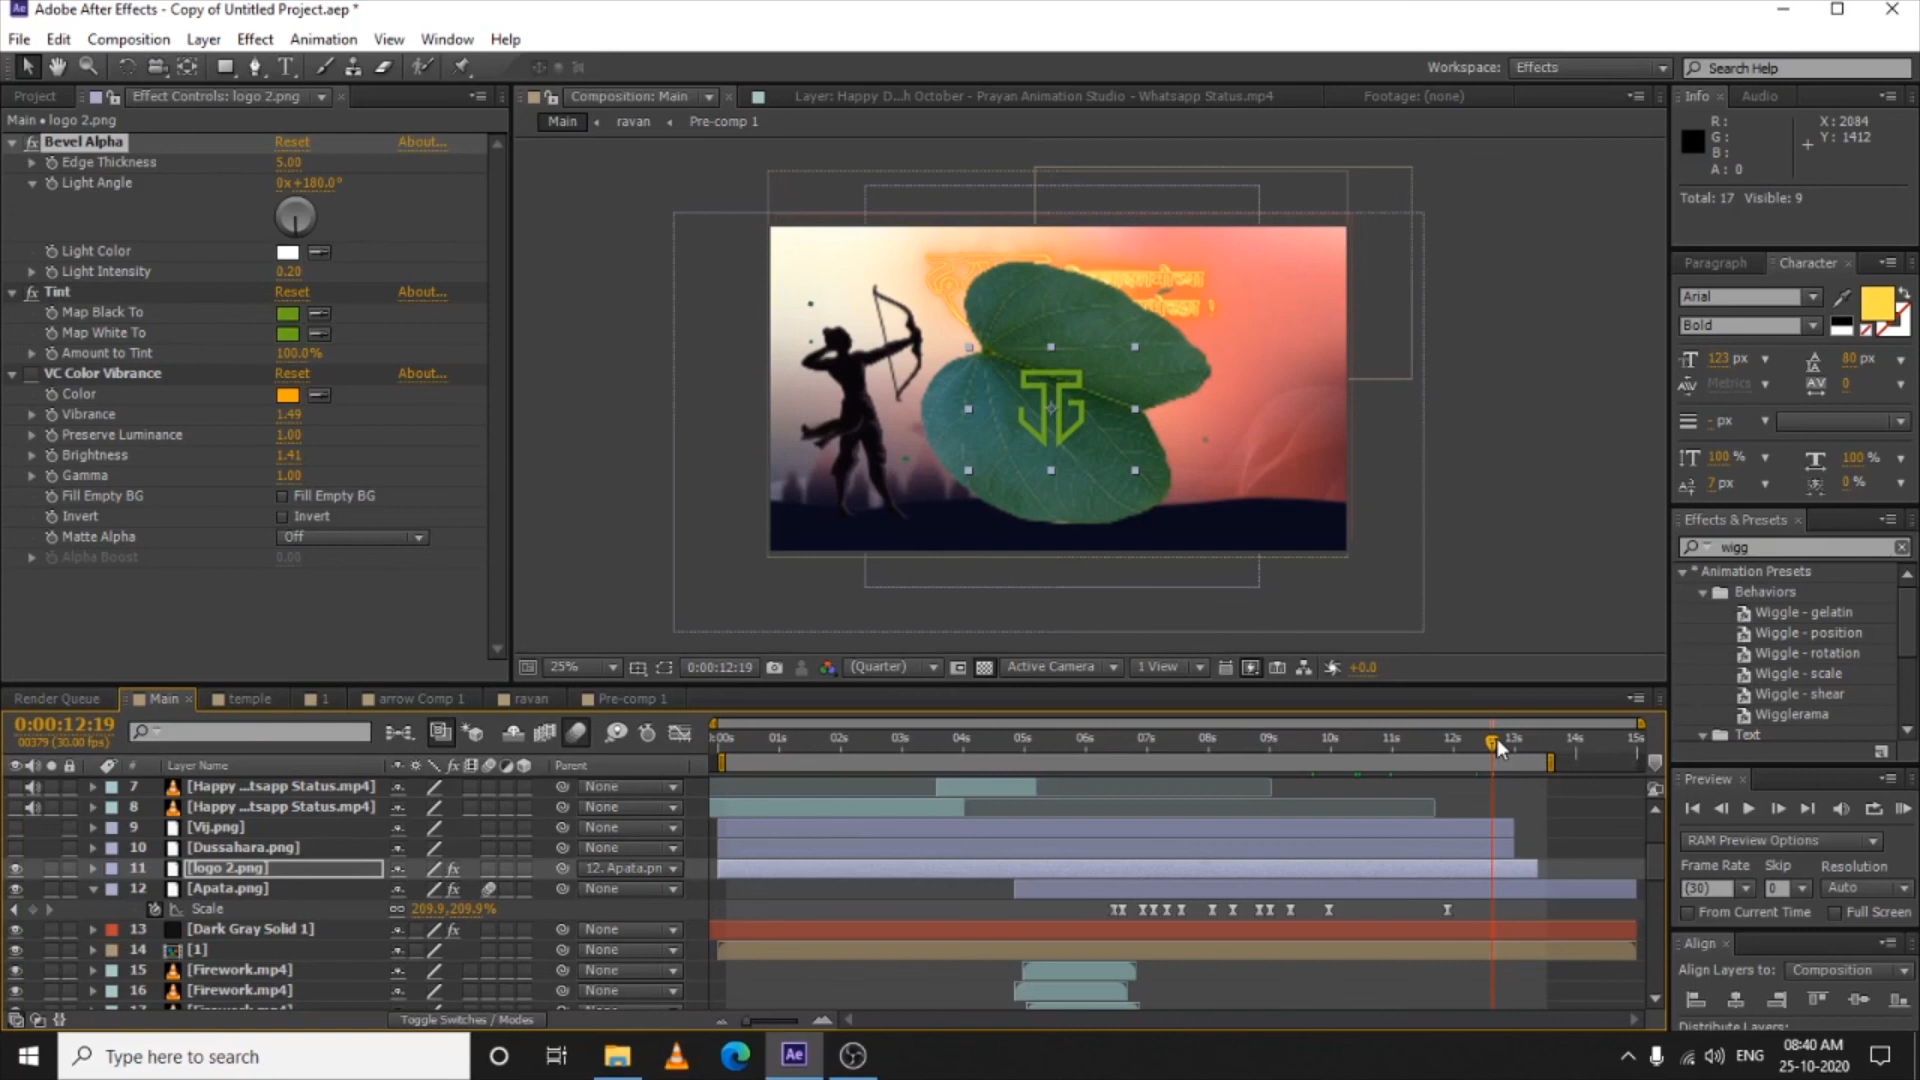 Adobe After Effects - Copy of Untitled Project.aep *
File Edit Composition Layer Effect Animation View Window Help
Workspace: Effects Search Help
Project Effect Controls: logo 2.png
Main • logo 2.png
Bevel Alpha Reset About...
Edge Thickness 5.00
Light Angle 0x +180.0°
Light Color
Light Intensity 0.20
Tint Reset About...
Map Black To
Map White To
Amount to Tint 100.0%
VC Color Vibrance Reset About...
Color
Vibrance 1.49
Preserve Luminance 1.00
Brightness 1.41
Gamma 1.00
Fill Empty BG Fill Empty BG
Invert Invert
Matte Alpha Off
Alpha Boost 0.00
Composition: Main Layer: Happy D...h October - Prayan Animation Studio - Whatsapp Status.mp4 Footage: (none)
Main ravan Pre-comp 1
25% 0:00:12:19 (Quarter) Active Camera 1 View +0.0
Info Audio
R: X: 2084
G: Y: 1412
B:
A: 0
Total: 17 Visible: 9
Paragraph Character
Arial
Bold
123 px 80 px
Metrics 0
- px
100 % 100 %
7 px 0 %
Effects & Presets
wigg
* Animation Presets
Behaviors
Wiggle - gelatin
Wiggle - position
Wiggle - rotation
Wiggle - scale
Wiggle - shear
Wigglerama
Text
Preview
RAM Preview Options
Frame Rate Skip Resolution
(30) 0 Auto
From Current Time Full Screen
Align
Align Layers to: Composition
Distribute Layers:
Render Queue Main temple 1 arrow Comp 1 ravan Pre-comp 1
0:00:12:19
00379 (30.00 fps)
:00s 01s 02s 03s 04s 05s 06s 07s 08s 09s 10s 11s 12s 13s 14s 15s
# Layer Name Parent
7 [Happy ...tsapp Status.mp4] None
8 [Happy ...tsapp Status.mp4] None
9 [Vij.png] None
10 [Dussahara.png] None
11 [logo 2.png] 12. Apata.pn
12 [Apata.png] None
Scale 209.9,209.9%
13 [Dark Gray Solid 1] None
14 [1] None
15 [Firework.mp4] None
16 [Firework.mp4] None
Toggle Switches / Modes
Type here to search
ENG
08:40 AM
25-10-2020